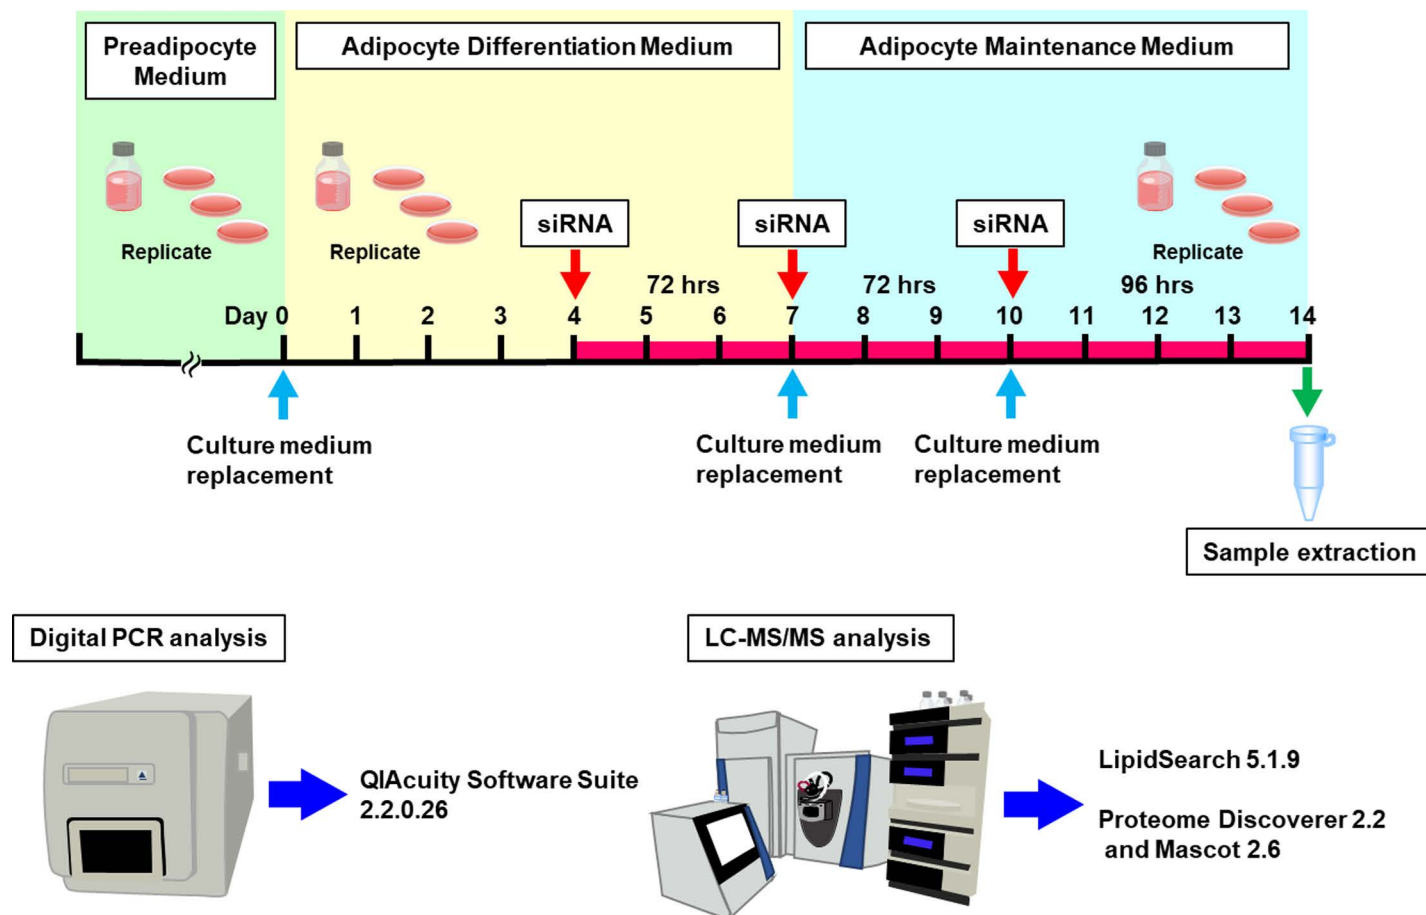 Preadipocyte
Medium
Adipocyte Differentiation Medium
Adipocyte Maintenance Medium
Replicate
Replicate
siRNA
siRNA
siRNA
Replicate
72 hrs
72 hrs
96 hrs
Day 0 1 2 3 4 5 6 7 8 9 10 11 12 13 14
Culture medium
replacement
Culture medium
replacement
Culture medium
replacement
Sample extraction
Digital PCR analysis
QIAcuity Software Suite
2.2.0.26
LC-MS/MS analysis
LipidSearch 5.1.9
Proteome Discoverer 2.2
and Mascot 2.6